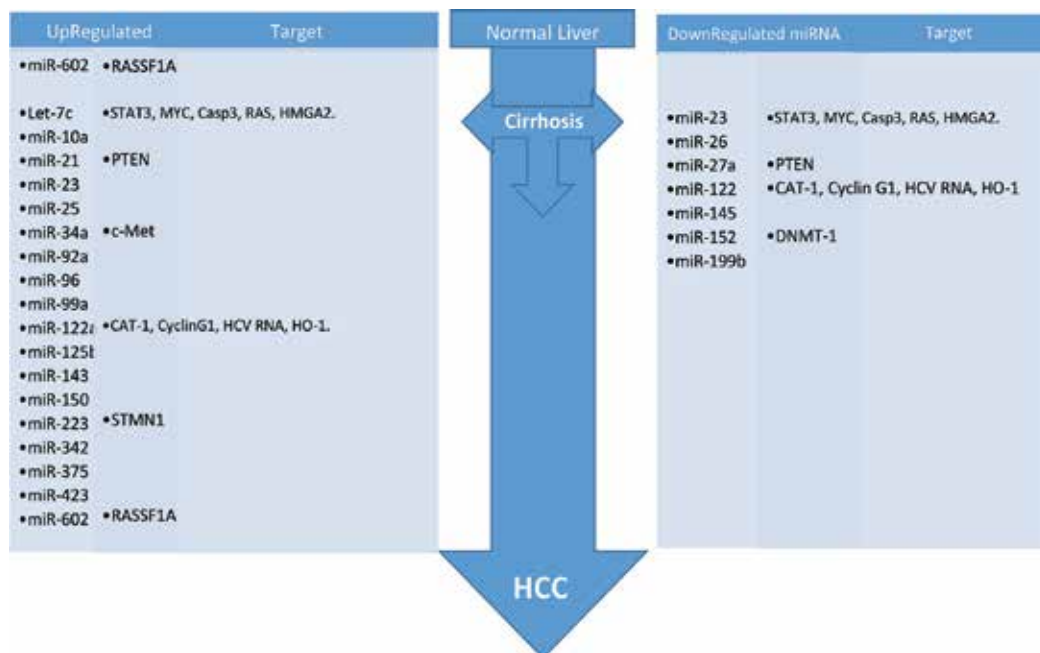 UpRegulated Target
•miR-602 •RASSF1A
•Let-7c •STAT3, MYC, Casp3, RAS, HMGA2.
•miR-10a
•miR-21 •PTEN
•miR-23
•miR-25
•miR-34a •c-Met
•miR-92a
•miR-96
•miR-99a
•miR-122a •CAT-1, CyclinG1, HCV RNA, HO-1.
•miR-125b
•miR-143
•miR-150
•miR-223 •STMN1
•miR-342
•miR-375
•miR-423
•miR-602 •RASSF1A
Normal Liver
Cirrhosis
HCC
DownRegulated miRNA Target
•miR-23 •STAT3, MYC, Casp3, RAS, HMGA2.
•miR-26
•miR-27a •PTEN
•miR-122 •CAT-1, Cyclin G1, HCV RNA, HO-1
•miR-145
•miR-152 •DNMT-1
•miR-199b